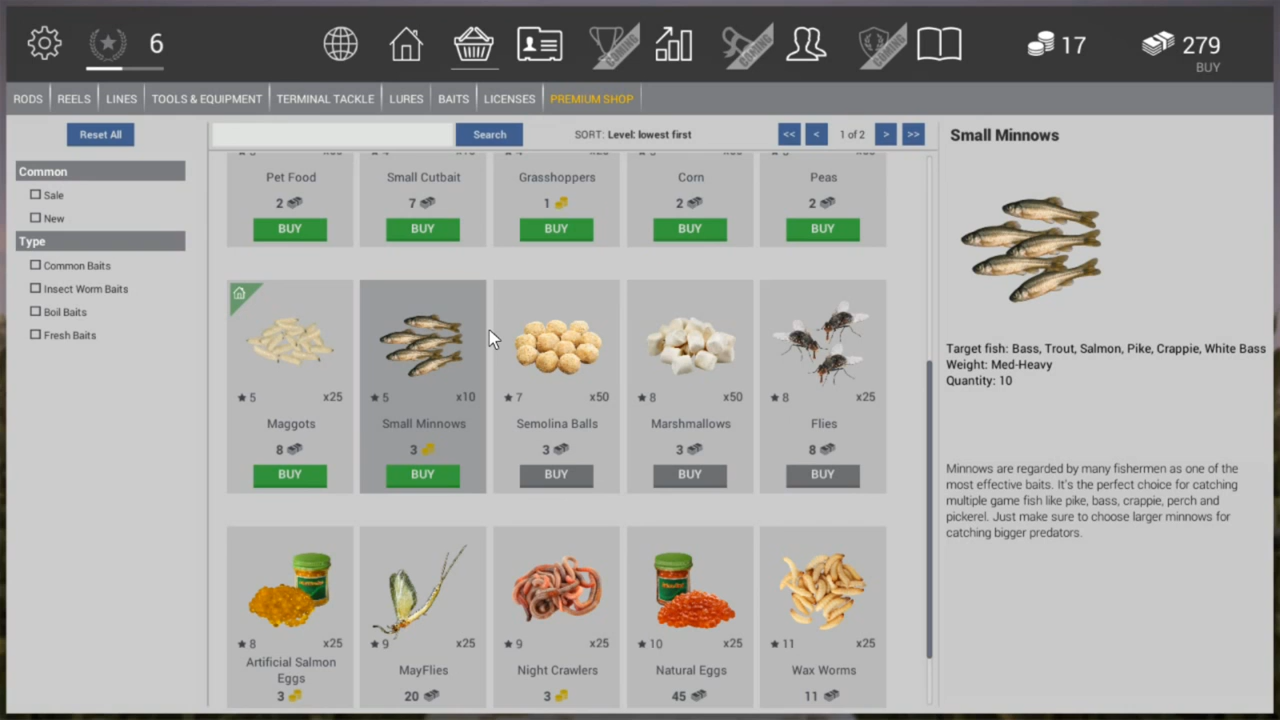 6
COMING
COMING
COMING
17
279
BUY
RODS
REELS
LINES
TOOLS & EQUIPMENT
TERMINAL TACKLE
LURES
BAITS
LICENSES
PREMIUM SHOP
Reset All
Search
SORT: Level: lowest first
<<
<
1 of 2
>
>>
Small Minnows
Common
Sale
New
Type
Common Baits
Insect Worm Baits
Boil Baits
Fresh Baits
Pet Food
Small Cutbait
Grasshoppers
Corn
Peas
2
7
1
2
2
BUY
BUY
BUY
BUY
BUY
5 x25
5 x10
7 x50
8 x50
8 x25
Maggots
Small Minnows
Semolina Balls
Marshmallows
Flies
8
3
3
3
8
BUY
BUY
BUY
BUY
BUY
8 x25
9 x25
9 x25
10 x25
11 x25
Artificial Salmon
Eggs
MayFlies
Night Crawlers
Natural Eggs
Wax Worms
3
20
3
45
11
Target fish: Bass, Trout, Salmon, Pike, Crappie, White Bass
Weight: Med-Heavy
Quantity: 10
Minnows are regarded by many fishermen as one of the
most effective baits. It's the perfect choice for catching
multiple game fish like pike, bass, crappie, perch and
pickerel. Just make sure to choose larger minnows for
catching bigger predators.